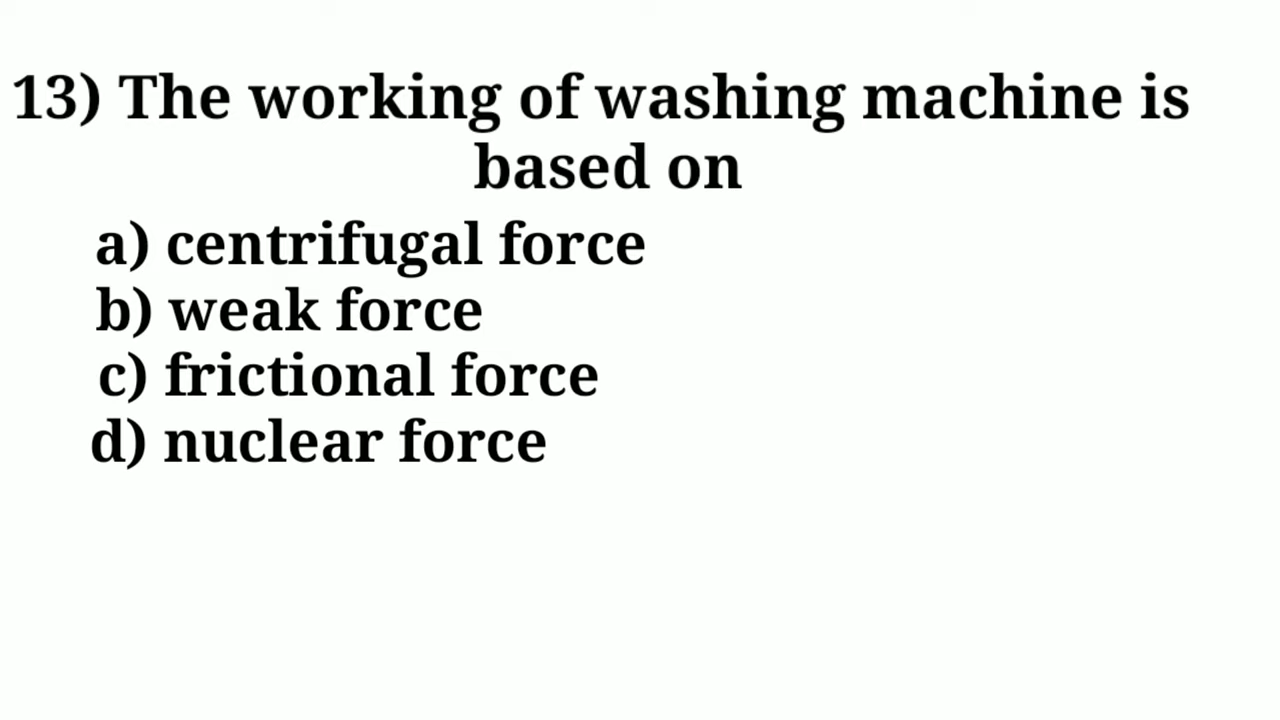 13) The working of washing machine is
based on
a) centrifugal force
b) weak force
c) frictional force
d) nuclear force